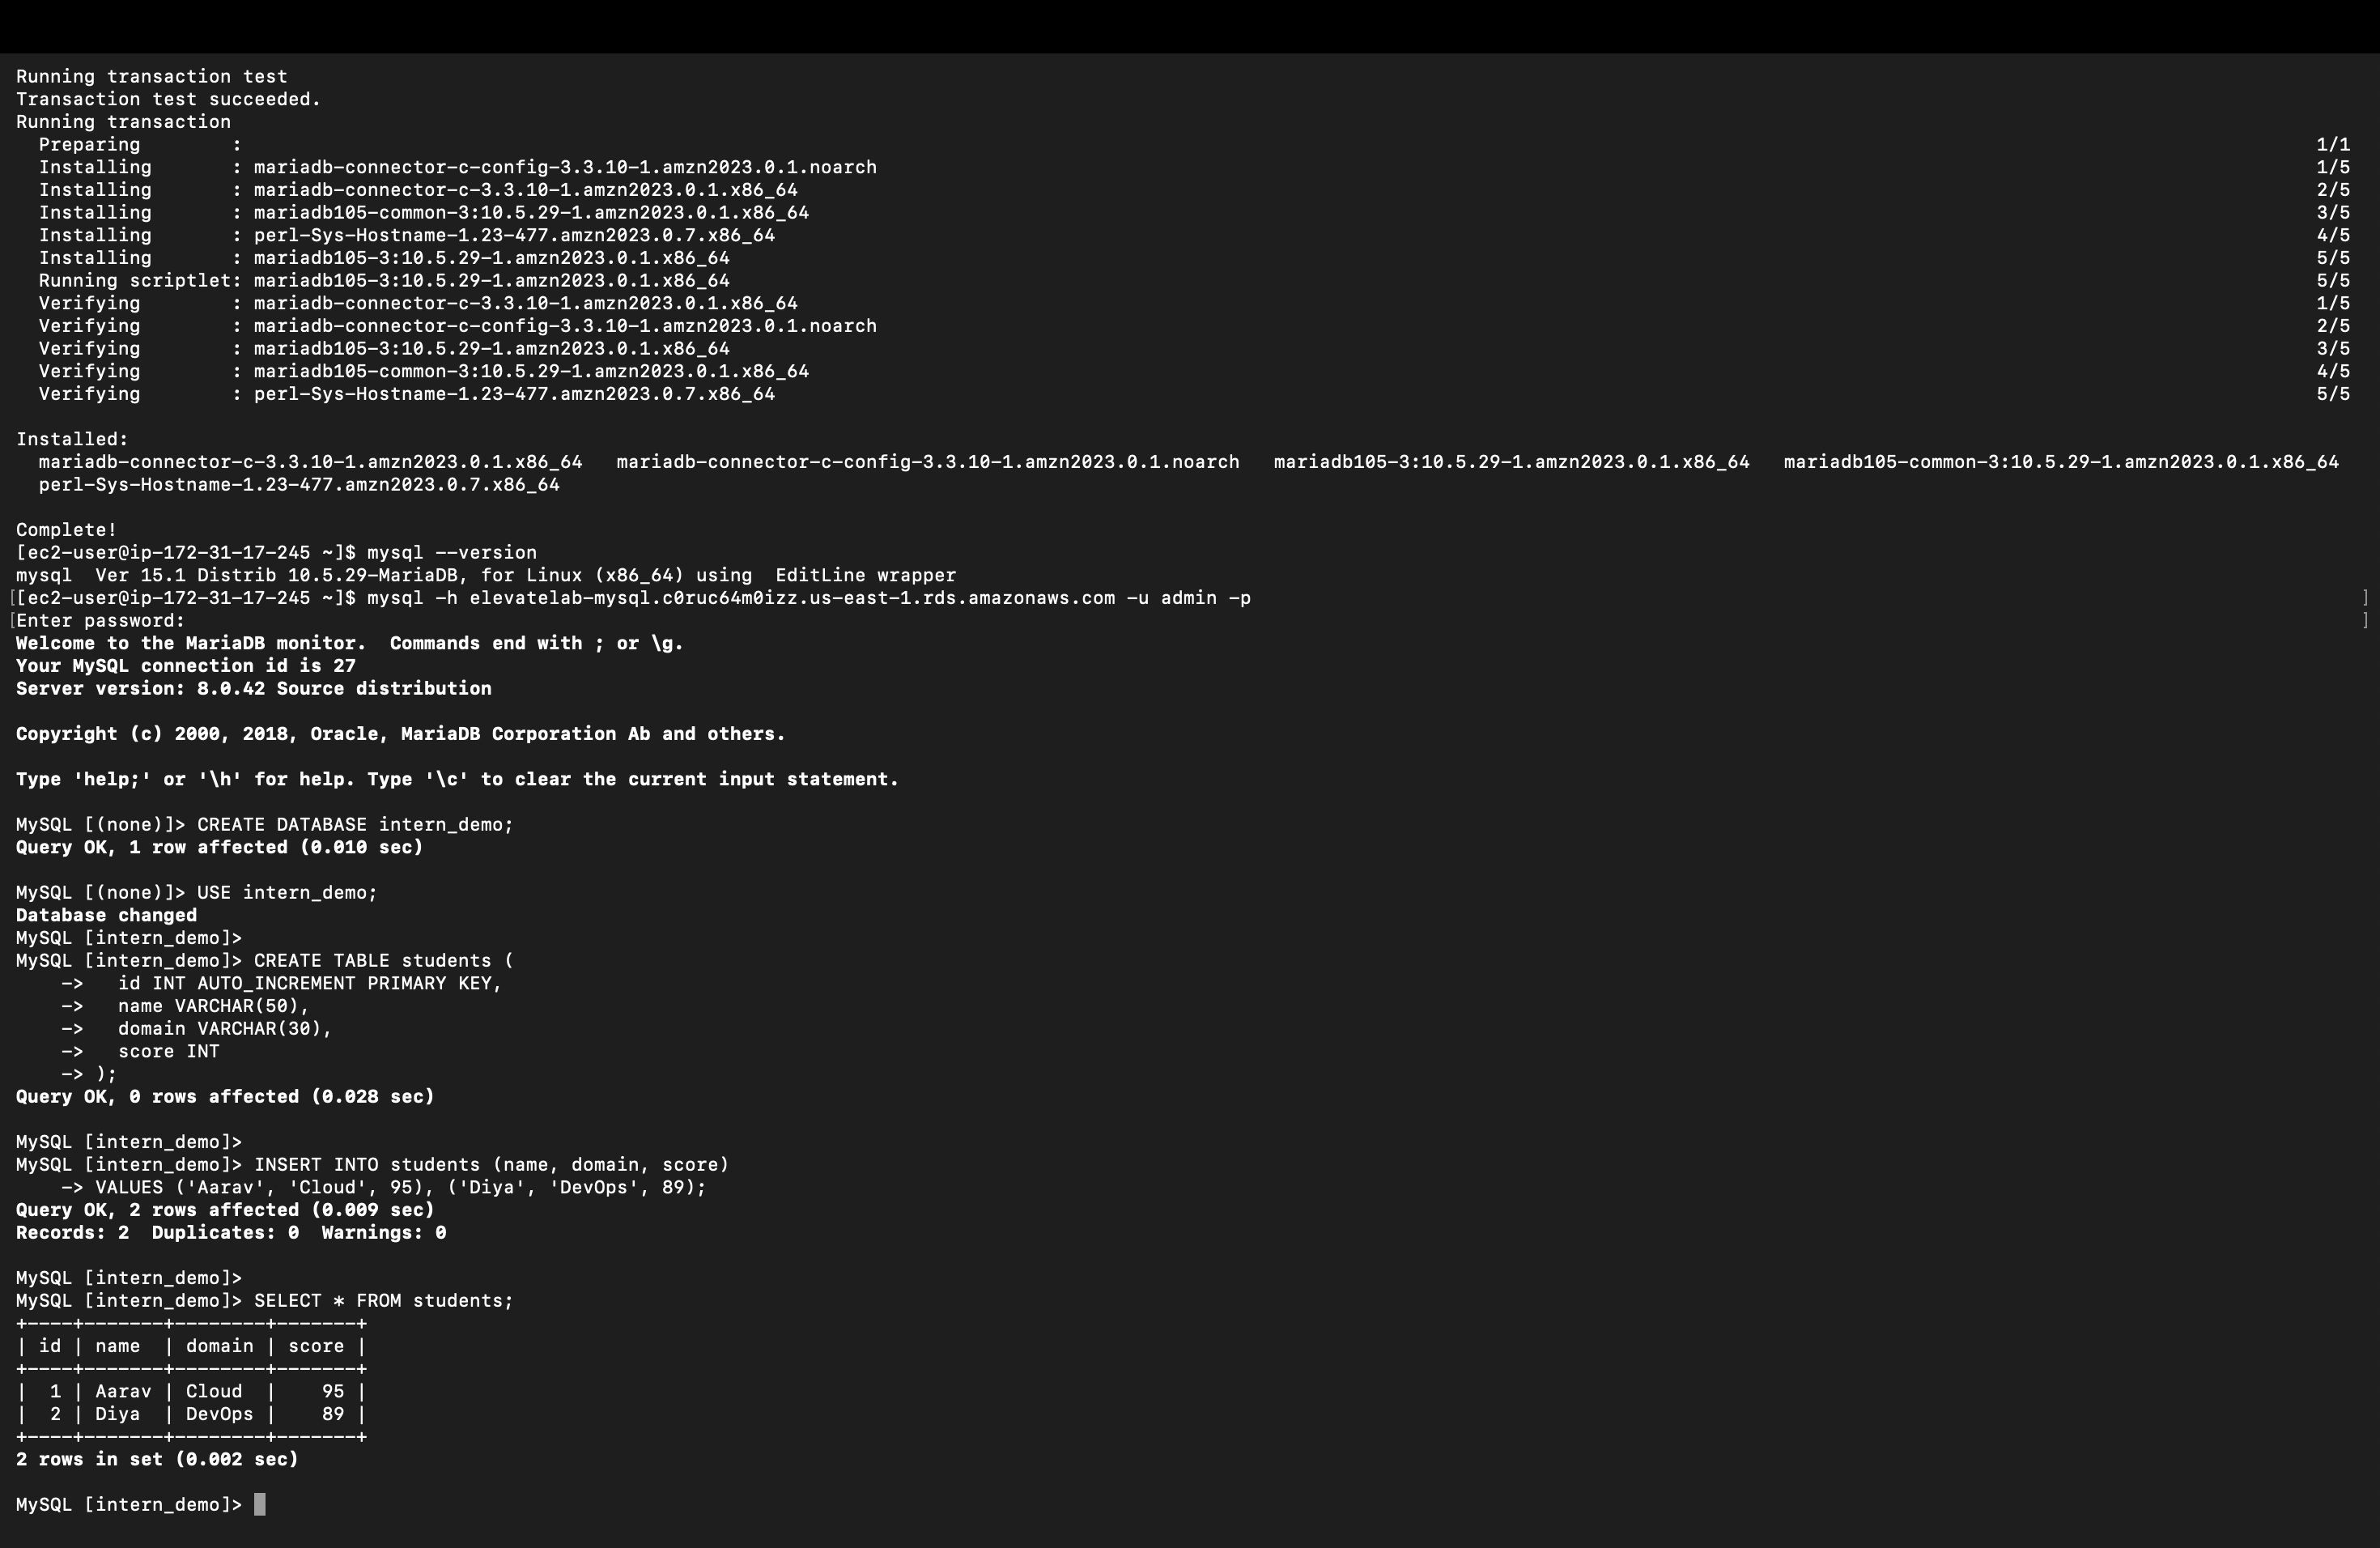 Running transaction test
Transaction test succeeded.
Running transaction
  Preparing        :                                                                                        1/1
  Installing       : mariadb-connector-c-config-3.3.10-1.amzn2023.0.1.noarch                                1/5
  Installing       : mariadb-connector-c-3.3.10-1.amzn2023.0.1.x86_64                                       2/5
  Installing       : mariadb105-common-3:10.5.29-1.amzn2023.0.1.x86_64                                      3/5
  Installing       : perl-Sys-Hostname-1.23-477.amzn2023.0.7.x86_64                                         4/5
  Installing       : mariadb105-3:10.5.29-1.amzn2023.0.1.x86_64                                             5/5
  Running scriptlet: mariadb105-3:10.5.29-1.amzn2023.0.1.x86_64                                             5/5
  Verifying        : mariadb-connector-c-3.3.10-1.amzn2023.0.1.x86_64                                       1/5
  Verifying        : mariadb-connector-c-config-3.3.10-1.amzn2023.0.1.noarch                                2/5
  Verifying        : mariadb105-3:10.5.29-1.amzn2023.0.1.x86_64                                             3/5
  Verifying        : mariadb105-common-3:10.5.29-1.amzn2023.0.1.x86_64                                      4/5
  Verifying        : perl-Sys-Hostname-1.23-477.amzn2023.0.7.x86_64                                         5/5
Installed:
  mariadb-connector-c-3.3.10-1.amzn2023.0.1.x86_64   mariadb-connector-c-config-3.3.10-1.amzn2023.0.1.noarch   mariadb105-3:10.5.29-1.amzn2023.0.1.x86_64   mariadb105-common-3:10.5.29-1.amzn2023.0.1.x86_64
  perl-Sys-Hostname-1.23-477.amzn2023.0.7.x86_64
Complete!
[ec2-user@ip-172-31-17-245 ~]$ mysql --version
mysql  Ver 15.1 Distrib 10.5.29-MariaDB, for Linux (x86_64) using  EditLine wrapper
[[ec2-user@ip-172-31-17-245 ~]$ mysql -h elevatelab-mysql.c0ruc64m0izz.us-east-1.rds.amazonaws.com -u admin -p ]
[Enter password: ]
Welcome to the MariaDB monitor.  Commands end with ; or \g.
Your MySQL connection id is 27
Server version: 8.0.42 Source distribution
Copyright (c) 2000, 2018, Oracle, MariaDB Corporation Ab and others.
Type 'help;' or '\h' for help. Type '\c' to clear the current input statement.
MySQL [(none)]> CREATE DATABASE intern_demo;
Query OK, 1 row affected (0.010 sec)
MySQL [(none)]> USE intern_demo;
Database changed
MySQL [intern_demo]>
MySQL [intern_demo]> CREATE TABLE students (
    ->   id INT AUTO_INCREMENT PRIMARY KEY,
    ->   name VARCHAR(50),
    ->   domain VARCHAR(30),
    ->   score INT
    -> );
Query OK, 0 rows affected (0.028 sec)
MySQL [intern_demo]>
MySQL [intern_demo]> INSERT INTO students (name, domain, score)
    -> VALUES ('Aarav', 'Cloud', 95), ('Diya', 'DevOps', 89);
Query OK, 2 rows affected (0.009 sec)
Records: 2  Duplicates: 0  Warnings: 0
MySQL [intern_demo]>
MySQL [intern_demo]> SELECT * FROM students;
+----+-------+--------+-------+
| id | name  | domain | score |
+----+-------+--------+-------+
|  1 | Aarav | Cloud  |    95 |
|  2 | Diya  | DevOps |    89 |
+----+-------+--------+-------+
2 rows in set (0.002 sec)
MySQL [intern_demo]>